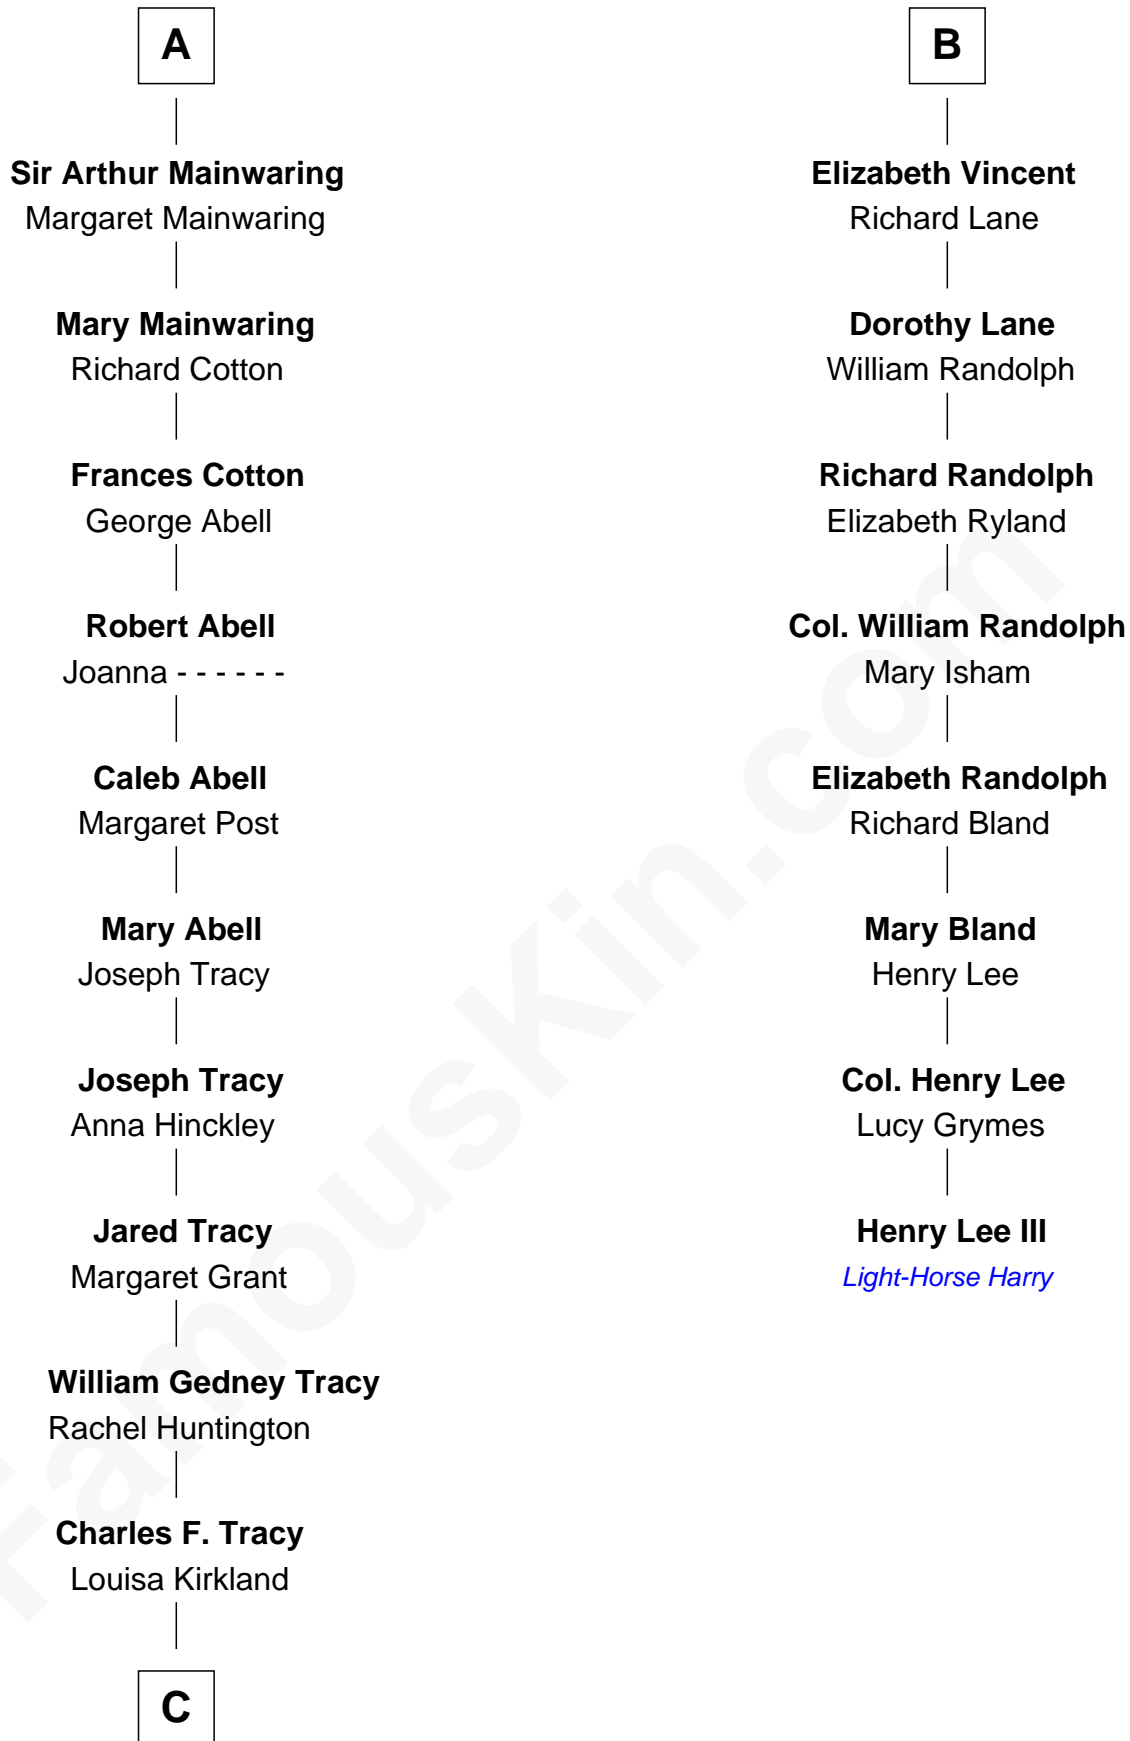 A
Sir Arthur Mainwaring
Margaret Mainwaring
Mary Mainwaring
Richard Cotton
Frances Cotton
George Abell
Robert Abell
Joanna - - - - - -
Caleb Abell
Margaret Post
Mary Abell
Joseph Tracy
Joseph Tracy
Anna Hinckley
Jared Tracy
Margaret Grant
William Gedney Tracy
Rachel Huntington
Charles F. Tracy
Louisa Kirkland
C
B
Elizabeth Vincent
Richard Lane
Dorothy Lane
William Randolph
Richard Randolph
Elizabeth Ryland
Col. William Randolph
Mary Isham
Elizabeth Randolph
Richard Bland
Mary Bland
Henry Lee
Col. Henry Lee
Lucy Grymes
Henry Lee III
Light-Horse Harry
FamousKin.com